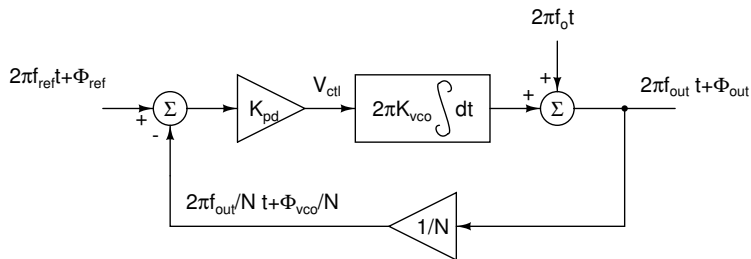 2πf₀t
2πf_ref t+Φ_ref
V_ctl
2πf_out t+Φ_out
+
Σ
-
K_pd
2πK_vco ∫ dt
+
+
Σ
2πf_out/N t+Φ_vco/N
1/N